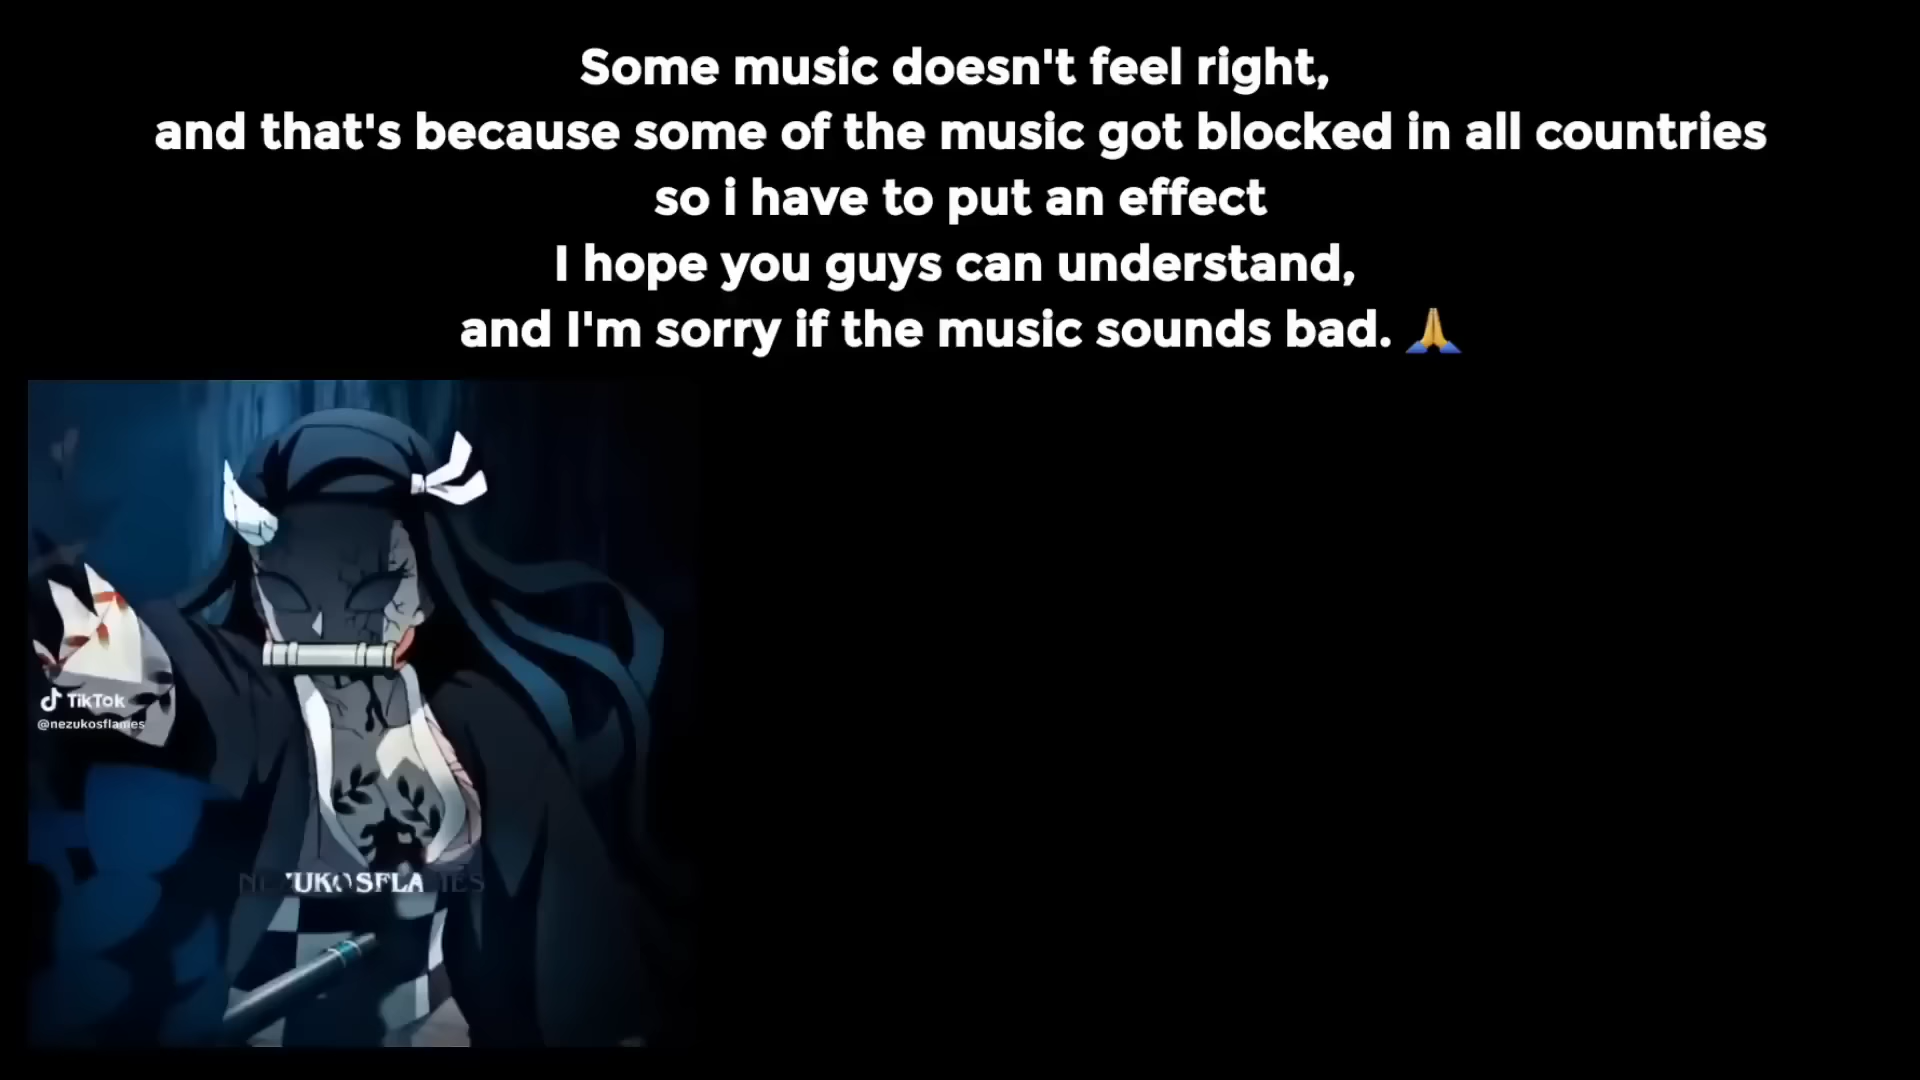 Some music doesn't feel right,
and that's because some of the music got blocked in all countries
so i have to put an effect
I hope you guys can understand,
and I'm sorry if the music sounds bad. 🙏
TikTok
@nezukosflames
NEZUKOSFLAMES